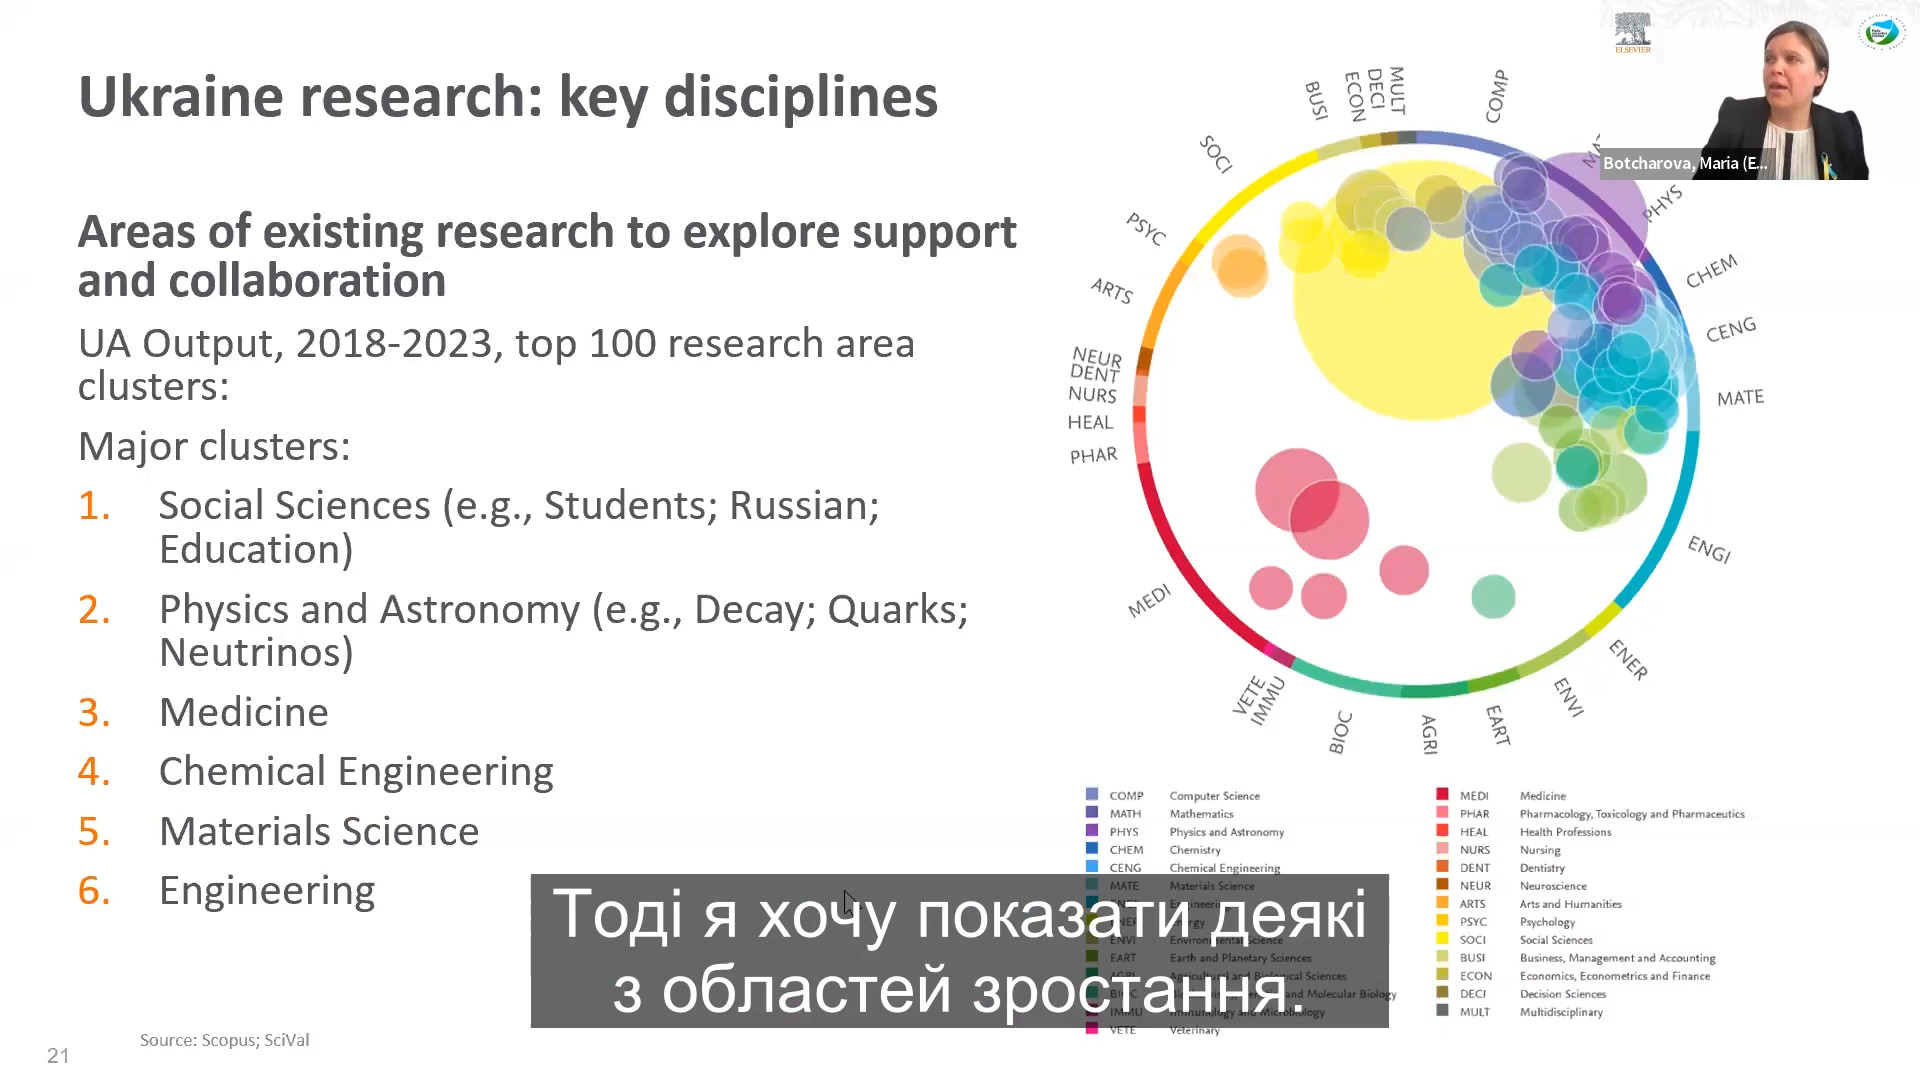 Ukraine research: key disciplines
Areas of existing research to explore support
and collaboration
UA Output, 2018-2023, top 100 research area
clusters:
Major clusters:
1. Social Sciences (e.g., Students; Russian;
Education)
2. Physics and Astronomy (e.g., Decay; Quarks;
Neutrinos)
3. Medicine
4. Chemical Engineering
5. Materials Science
6. Engineering
Source: Scopus; SciVal
21
ELSEVIER
Botcharova, Maria (E...
BUSI
ECON
DECI
MULT
COMP
PHYS
CHEM
CENG
MATE
ENGI
ENER
ENVI
EART
AGRI
BIOC
IMMU
VETE
MEDI
PHAR
HEAL
NURS
DENT
NEUR
ARTS
PSYC
SOCI
COMP Computer Science
MATH Mathematics
PHYS Physics and Astronomy
CHEM Chemistry
CENG Chemical Engineering
MATE Materials Science
ENVI Environmental Science
EART Earth and Planetary Sciences
AGRI Agricultural and Biological Sciences
and Molecular Biology
IMMU Immunology and Microbiology
VETE Veterinary
MEDI Medicine
PHAR Pharmacology, Toxicology and Pharmaceutics
HEAL Health Professions
NURS Nursing
DENT Dentistry
NEUR Neuroscience
ARTS Arts and Humanities
PSYC Psychology
SOCI Social Sciences
BUSI Business, Management and Accounting
ECON Economics, Econometrics and Finance
DECI Decision Sciences
MULT Multidisciplinary
Тоді я хочу показати деякі
з областей зростання.